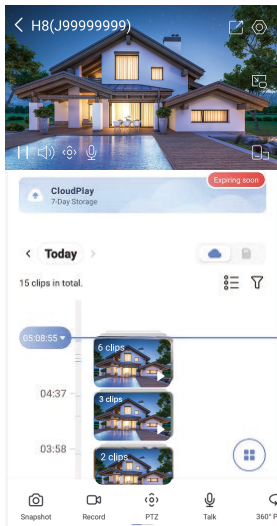 H8(J99999999)
Expiring soon
CloudPlay
7-Day Storage
Today
15 clips in total.
05:08:55
6 clips
04:37
3 clips
03:58
2 clips
Snapshot
Record
PTZ
Talk
360° P